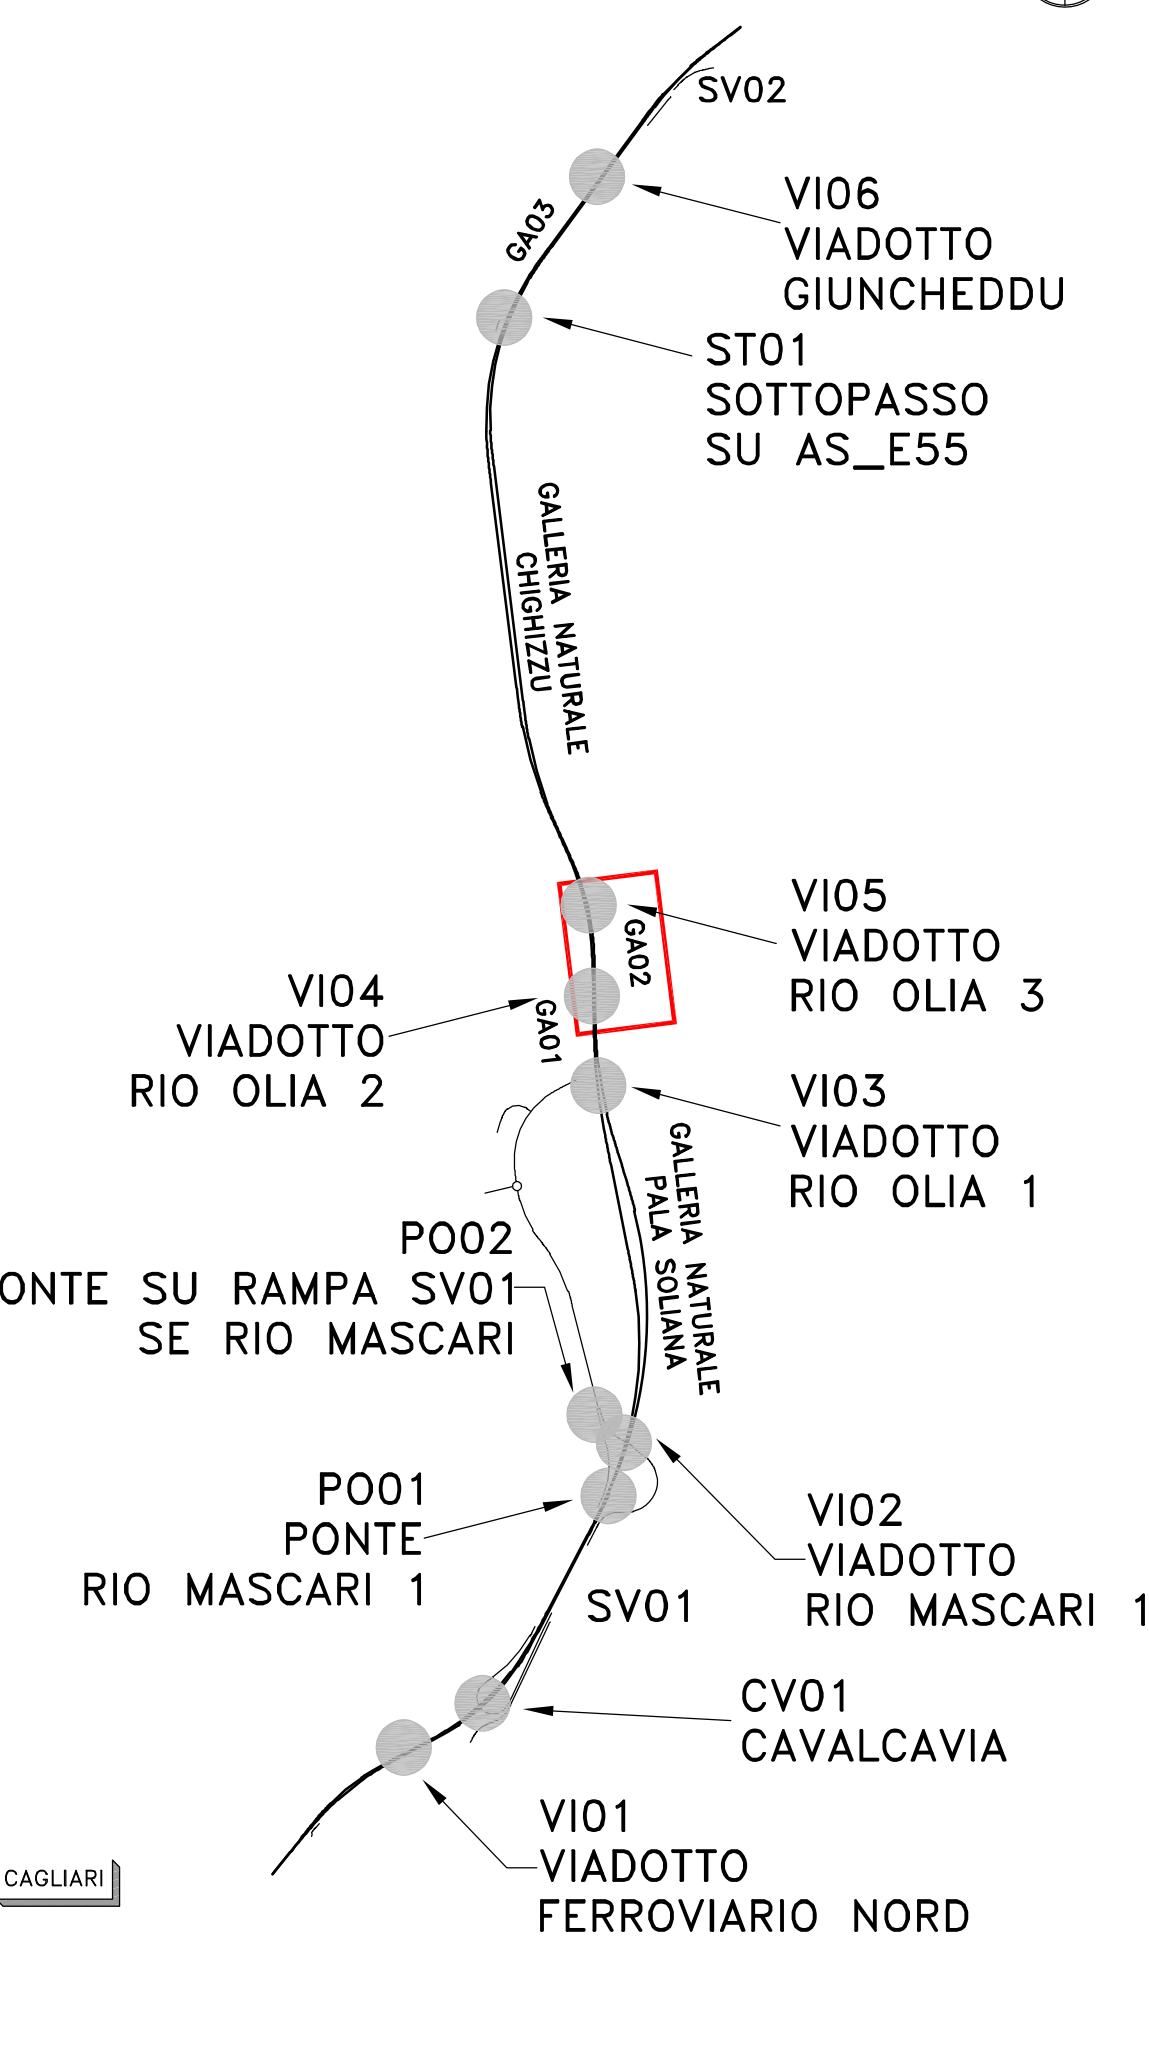 SV02
VI06
VIADOTTO
GIUNCHEDDU
GA03
ST01
SOTTOPASSO
SU AS_E55
GALLERIA NATURALE
CHIGHIZZU
VI05
VIADOTTO
RIO OLIA 3
GA02
VI04
VIADOTTO
RIO OLIA 2
GA01
VI03
VIADOTTO
RIO OLIA 1
GALLERIA NATURALE
PALA SOLIANA
PO02
ONTE SU RAMPA SV01
SE RIO MASCARI
PO01
PONTE
RIO MASCARI 1
VI02
VIADOTTO
RIO MASCARI 1
SV01
CV01
CAVALCAVIA
VI01
VIADOTTO
FERROVIARIO NORD
CAGLIARI